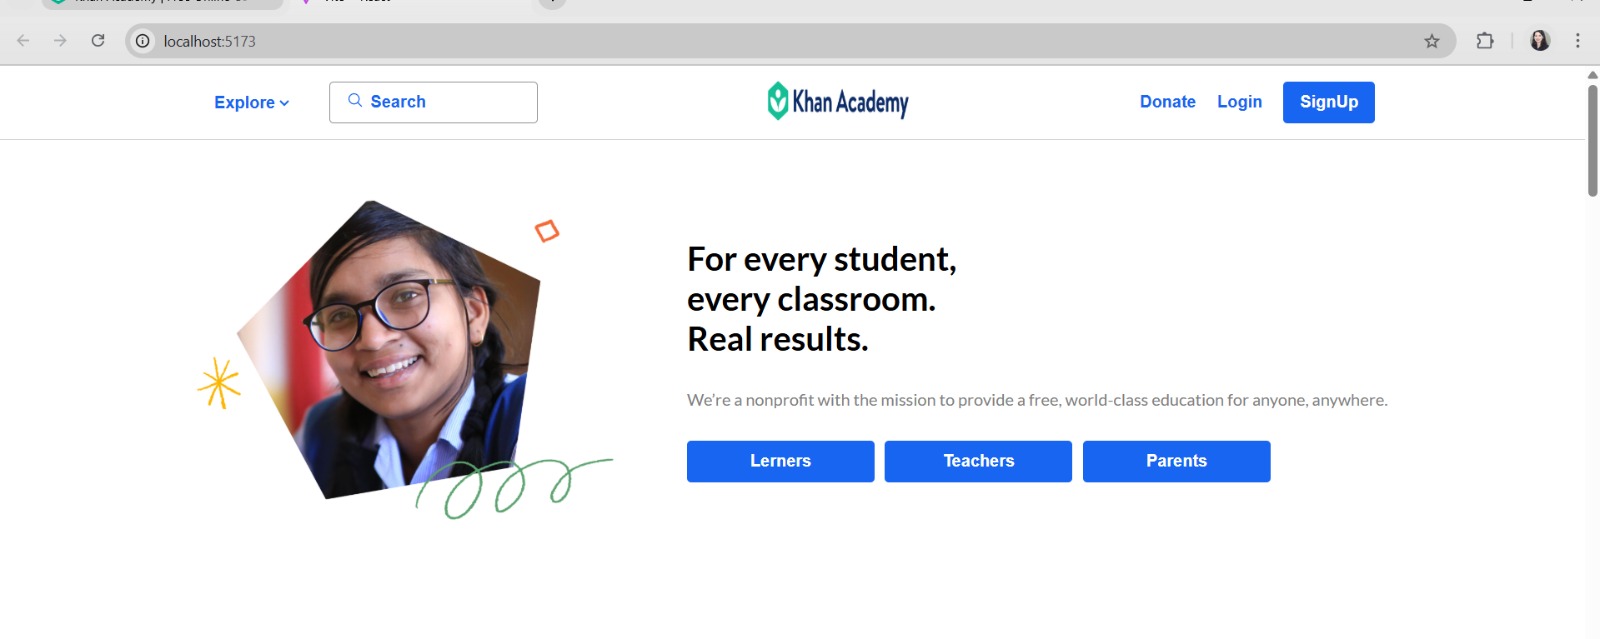 localhost:5173
Explore
Search
Khan Academy
Donate
Login
SignUp
For every student,
every classroom.
Real results.
We're a nonprofit with the mission to provide a free, world-class education for anyone, anywhere.
Lerners
Teachers
Parents